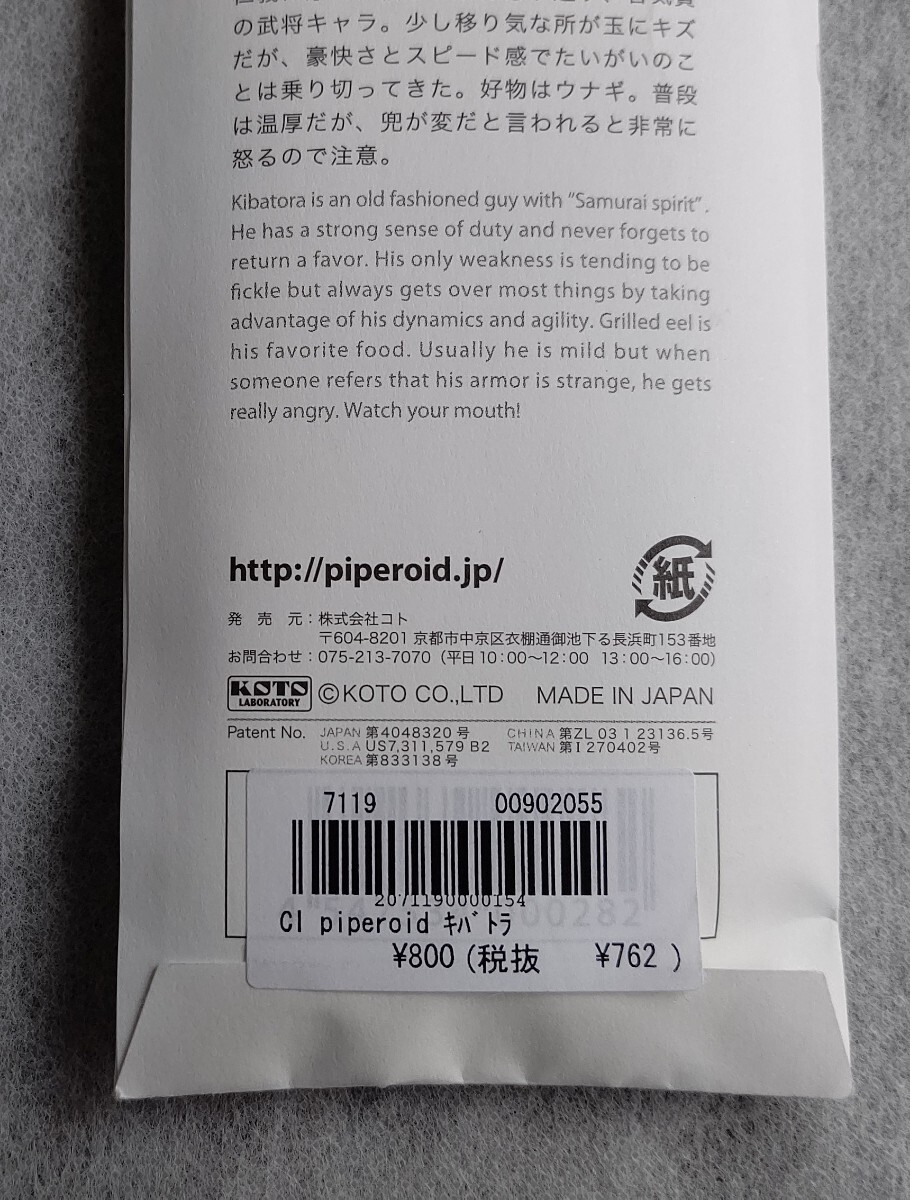 の武将キャラ。少し移り気な所が玉にキズ
だが、豪快さとスピード感でたいがいのこ
とは乗り切ってきた。好物はウナギ。普段
は温厚だが、兜が変だと言われると非常に
怒るので注意。
Kibatora is an old fashioned guy with “Samurai spirit”.
He has a strong sense of duty and never forgets to
return a favor. His only weakness is tending to be
fickle but always gets over most things by taking
advantage of his dynamics and agility. Grilled eel is
his favorite food. Usually he is mild but when
someone refers that his armor is strange, he gets
really angry. Watch your mouth!
http://piperoid.jp/
紙
発 売 元：株式会社コト
〒604-8201 京都市中京区衣棚通御池下る長浜町153番地
お問合わせ：075-213-7070（平日10:00〜12:00 13:00〜16:00）
KOTO LABORATORY ©KOTO CO.,LTD MADE IN JAPAN
Patent No. JAPAN 第4048320号 CHINA 第ZL 03 1 23136.5号
U.S.A US7,311,579 B2 TAIWAN 第I 270402号
KOREA 第833138号
7119 00902055
2071190000154
CI piperoid ｷﾊﾞﾄﾗ
¥800 (税抜 ¥762 )